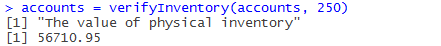 > accounts = verifyInventory(accounts, 250)
[1] "The value of physical inventory"
[1] 56710.95